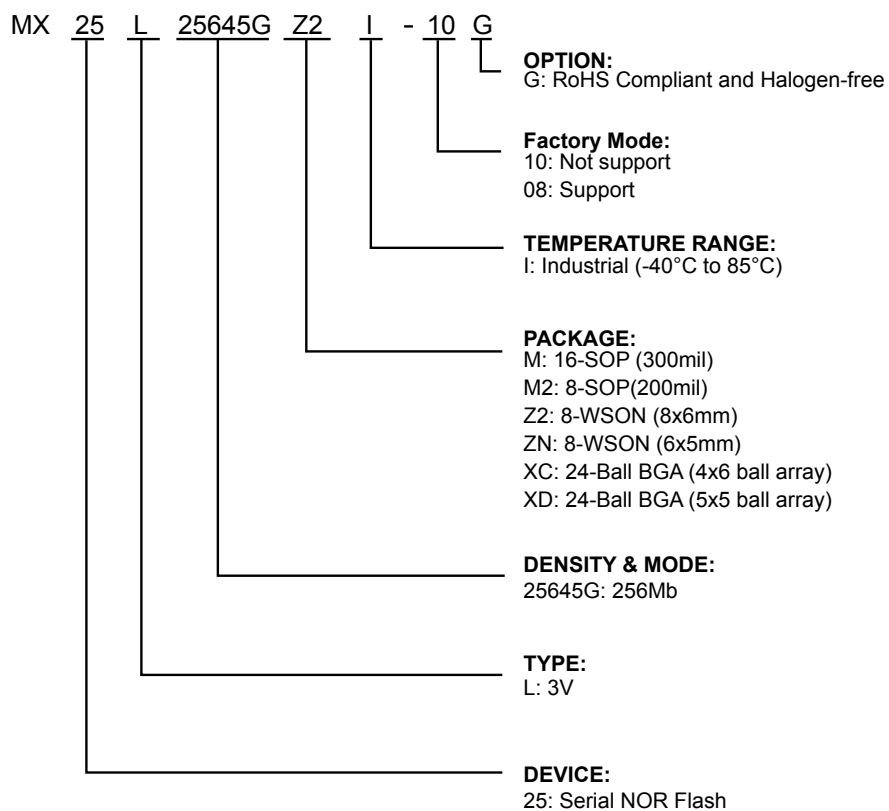 MX 25 L 25645G Z2 I - 10 G
OPTION:
G: RoHS Compliant and Halogen-free
Factory Mode:
10: Not support
08: Support
TEMPERATURE RANGE:
I: Industrial (-40°C to 85°C)
PACKAGE:
M: 16-SOP (300mil)
M2: 8-SOP(200mil)
Z2: 8-WSON (8x6mm)
ZN: 8-WSON (6x5mm)
XC: 24-Ball BGA (4x6 ball array)
XD: 24-Ball BGA (5x5 ball array)
DENSITY & MODE:
25645G: 256Mb
TYPE:
L: 3V
DEVICE:
25: Serial NOR Flash